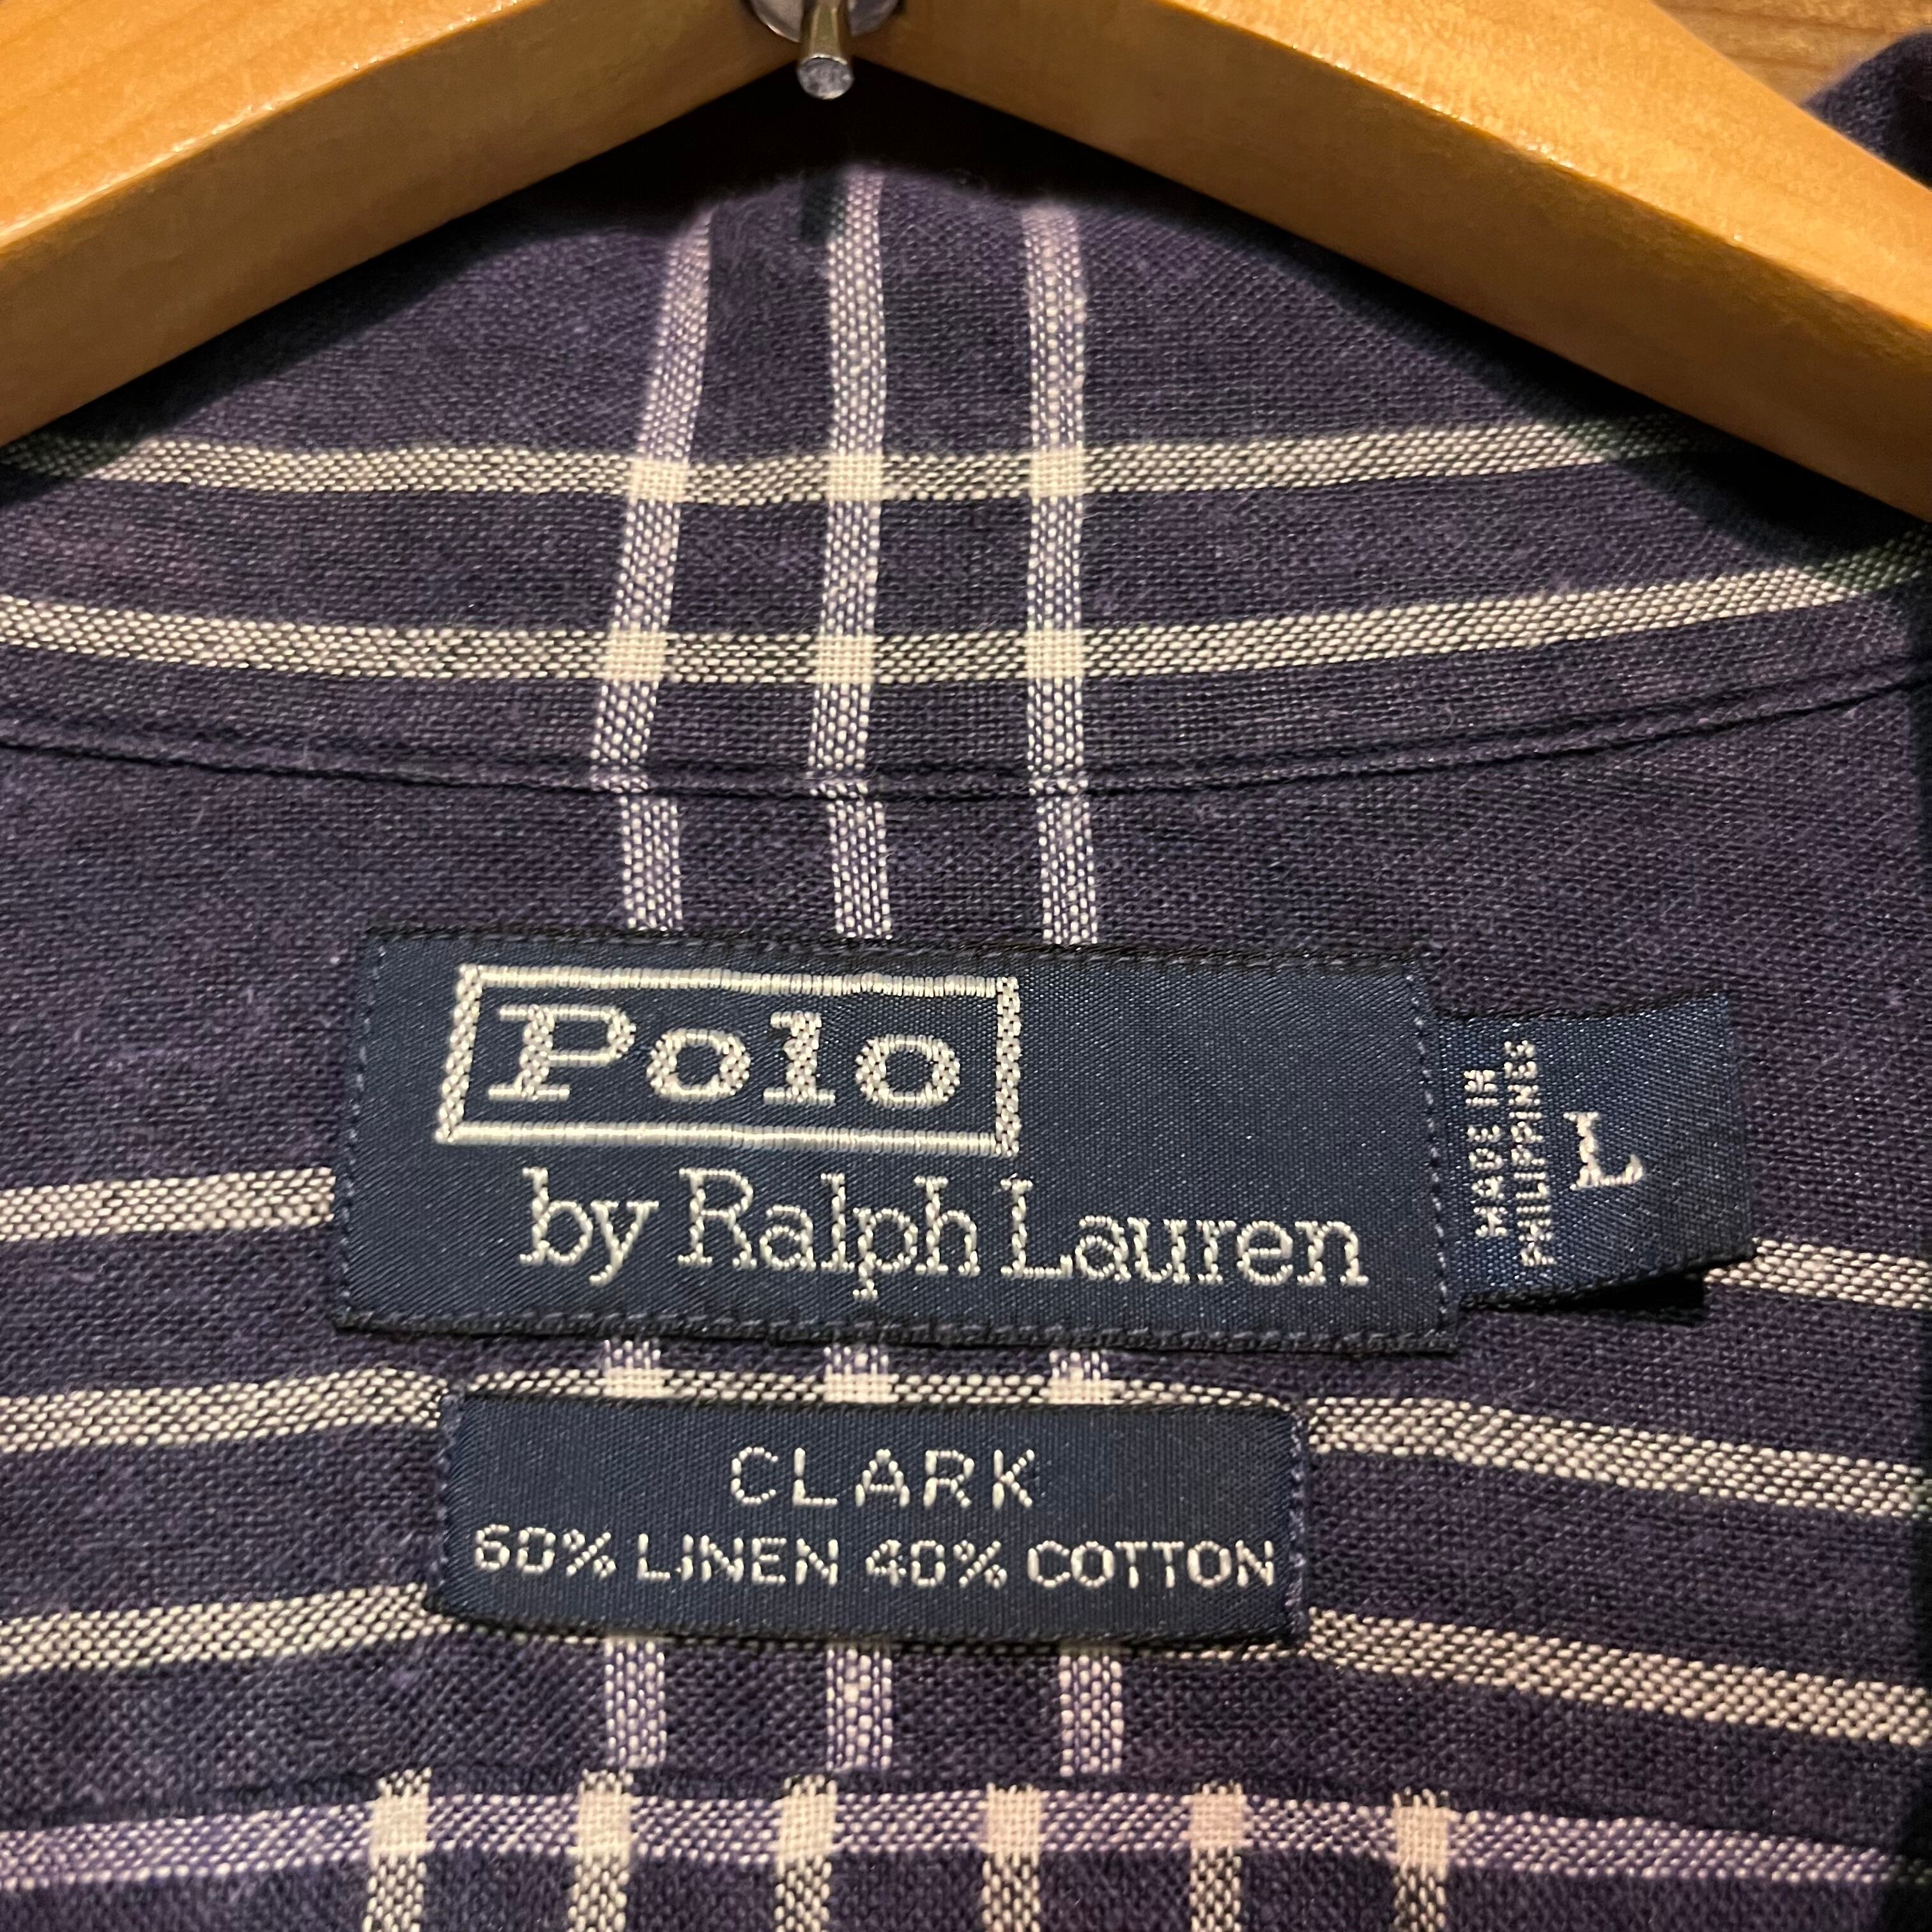 Polo
by Ralph Lauren
MADE IN
PHILIPPINES
L
CLARK
60% LINEN 40% COTTON